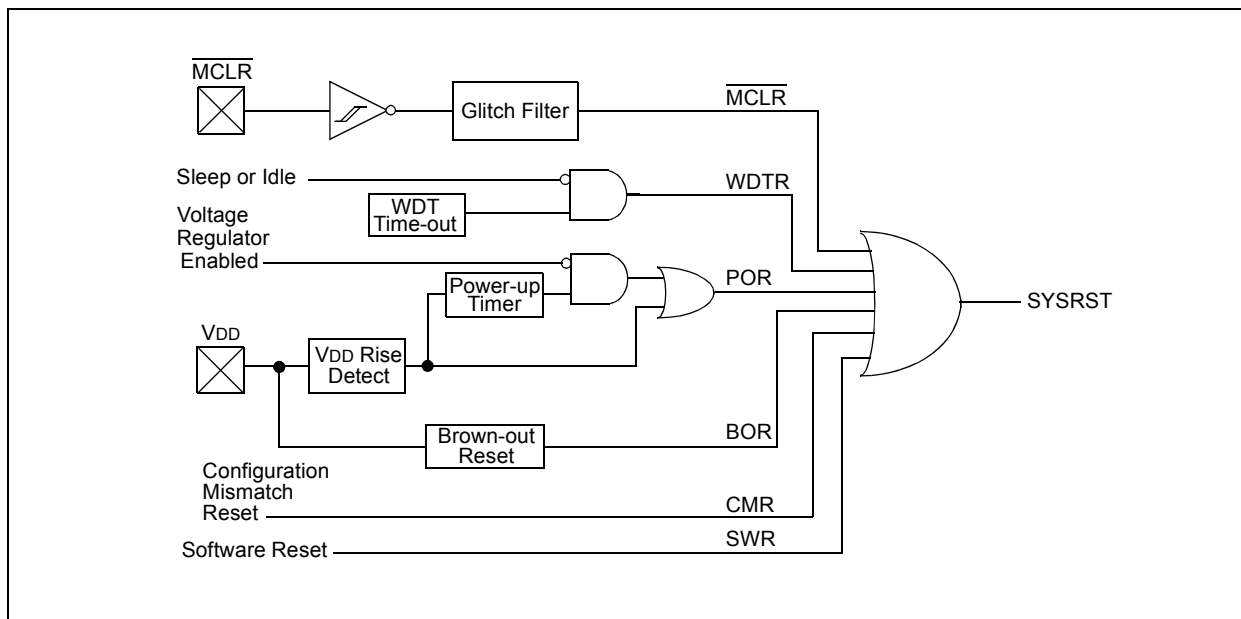 MCLR
Glitch Filter
MCLR
Sleep or Idle
WDT
Time-out
WDTR
Voltage
Regulator
Enabled
Power-up
Timer
POR
SYSRST
VDD
VDD Rise
Detect
Brown-out
Reset
BOR
Configuration
Mismatch
Reset
CMR
Software Reset
SWR